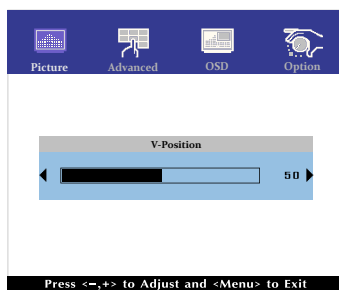 Picture Advanced OSD Option
V-Position
50
Press <-,+> to Adjust and <Menu> to Exit